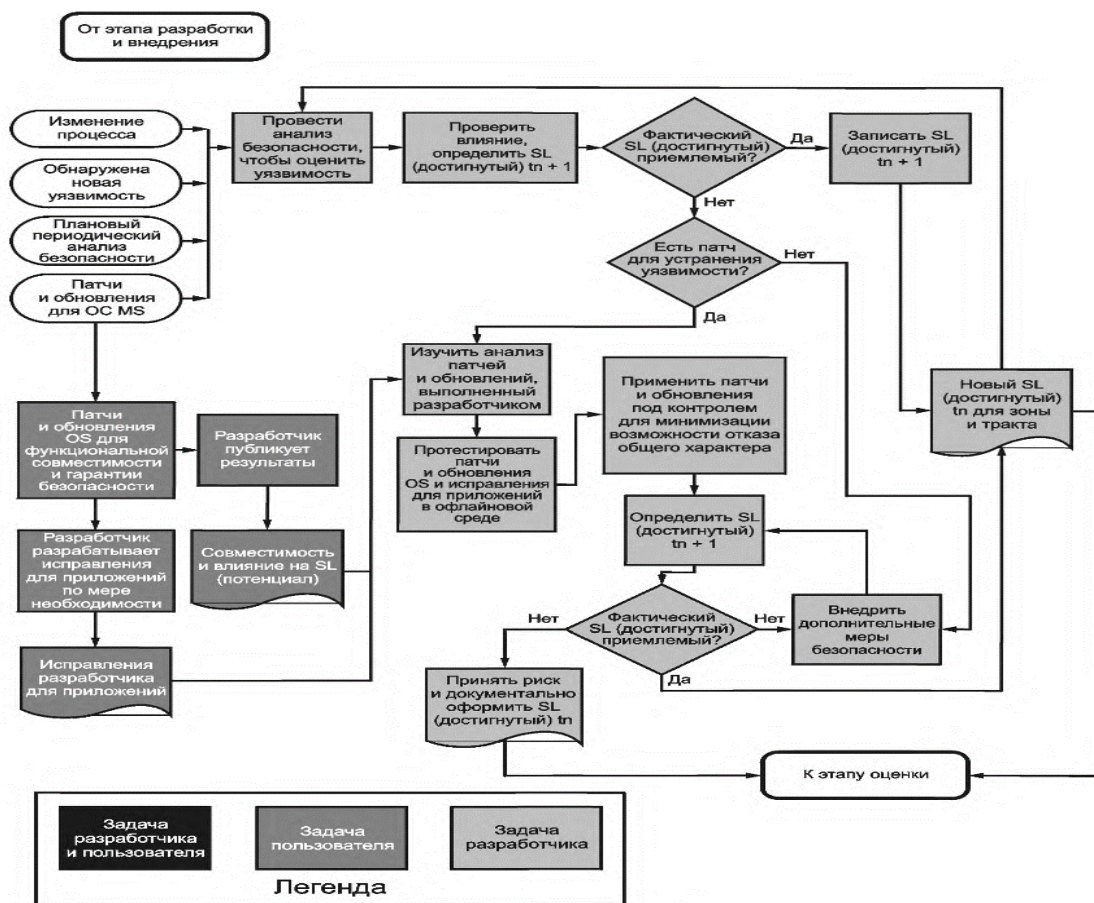 От этапа разработки
и внедрения
Изменение
процесса
Обнаружена
новая
уязвимость
Плановый
периодический
анализ
безопасности
Патчи
и обновления
для ОС MS
Провести
анализ
безопасности,
чтобы оценить
уязвимость
Проверить
влияние,
определить SL
(достигнутый) tn + 1
Фактический
SL (достигнутый)
приемлемый?
Да
Записать SL
(достигнутый)
tn + 1
Нет
Есть патч
для устранения
уязвимости?
Нет
Да
Изучить анализ
патчей
и обновлений,
выполненный
разработчиком
Применить патчи
и обновления
под контролем
для минимизации
возможности отказа
общего характера
Новый SL
(достигнутый)
tn для зоны
и тракта
Патчи
и обновления
OS для
функциональной
совместимости
и гарантии
безопасности
Разработчик
публикует
результаты
Протестировать
патчи
и обновления
OS и исправления
для приложений
в офлайновой
среде
Определить SL
(достигнутый)
tn + 1
Разработчик
разрабатывает
исправления
для приложений
по мере
необходимости
Совместимость
и влияние на SL
(потенциал)
Нет
Фактический
SL (достигнутый)
приемлемый?
Нет
Внедрить
дополнительные
меры
безопасности
Да
Исправления
разработчика
для приложений
Принять риск
и документально
оформить SL
(достигнутый) tn
К этапу оценки
Задача
разработчика
и пользователя
Задача
пользователя
Задача
разработчика
Легенда